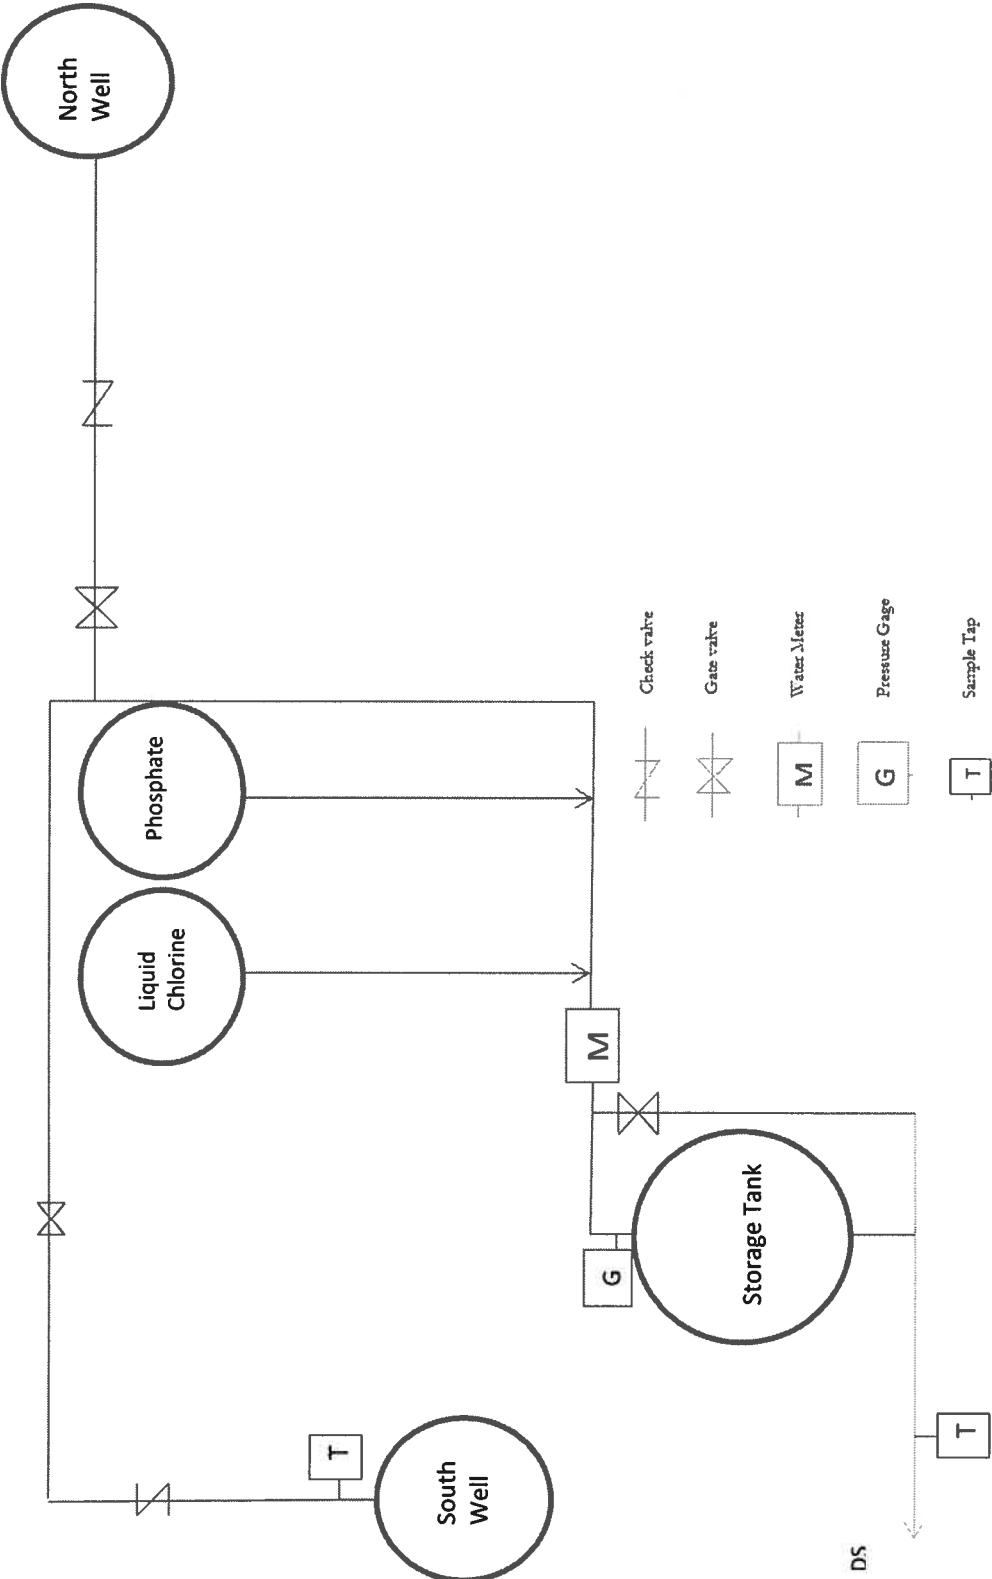 North
Well
Phosphate
Liquid
Chlorine
M
G
Storage Tank
T
South
Well
T
DS
Check valve
Gate valve
M
Water Meter
G
Pressure Gage
T
Sample Tap